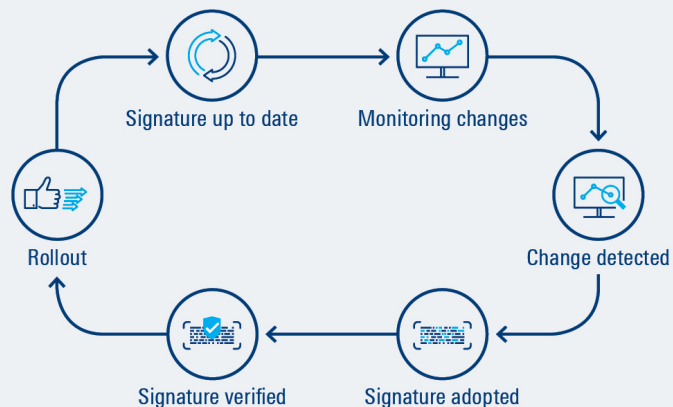 Signature up to date
Monitoring changes
Rollout
Change detected
Signature verified
Signature adopted